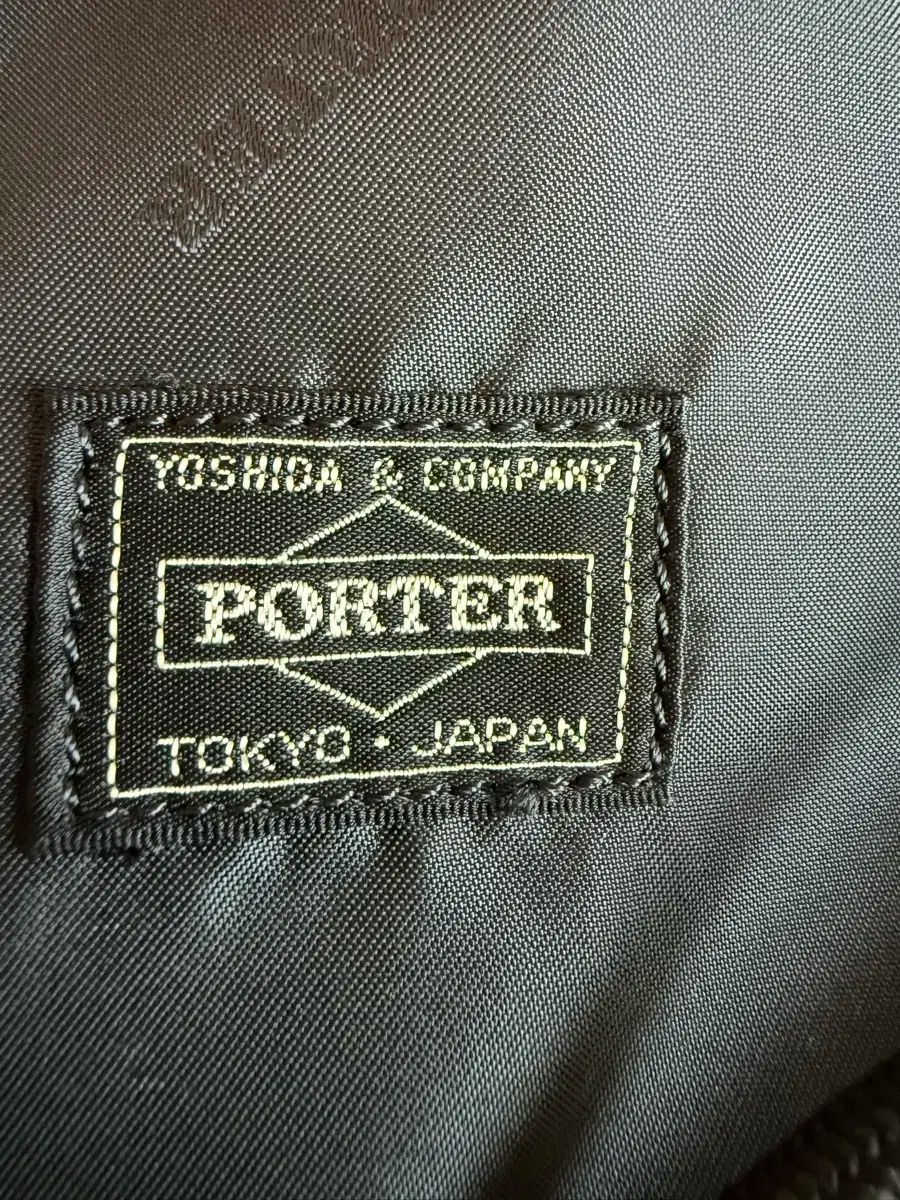 YOSHIDA & COMPANY
PORTER
TOKYO · JAPAN